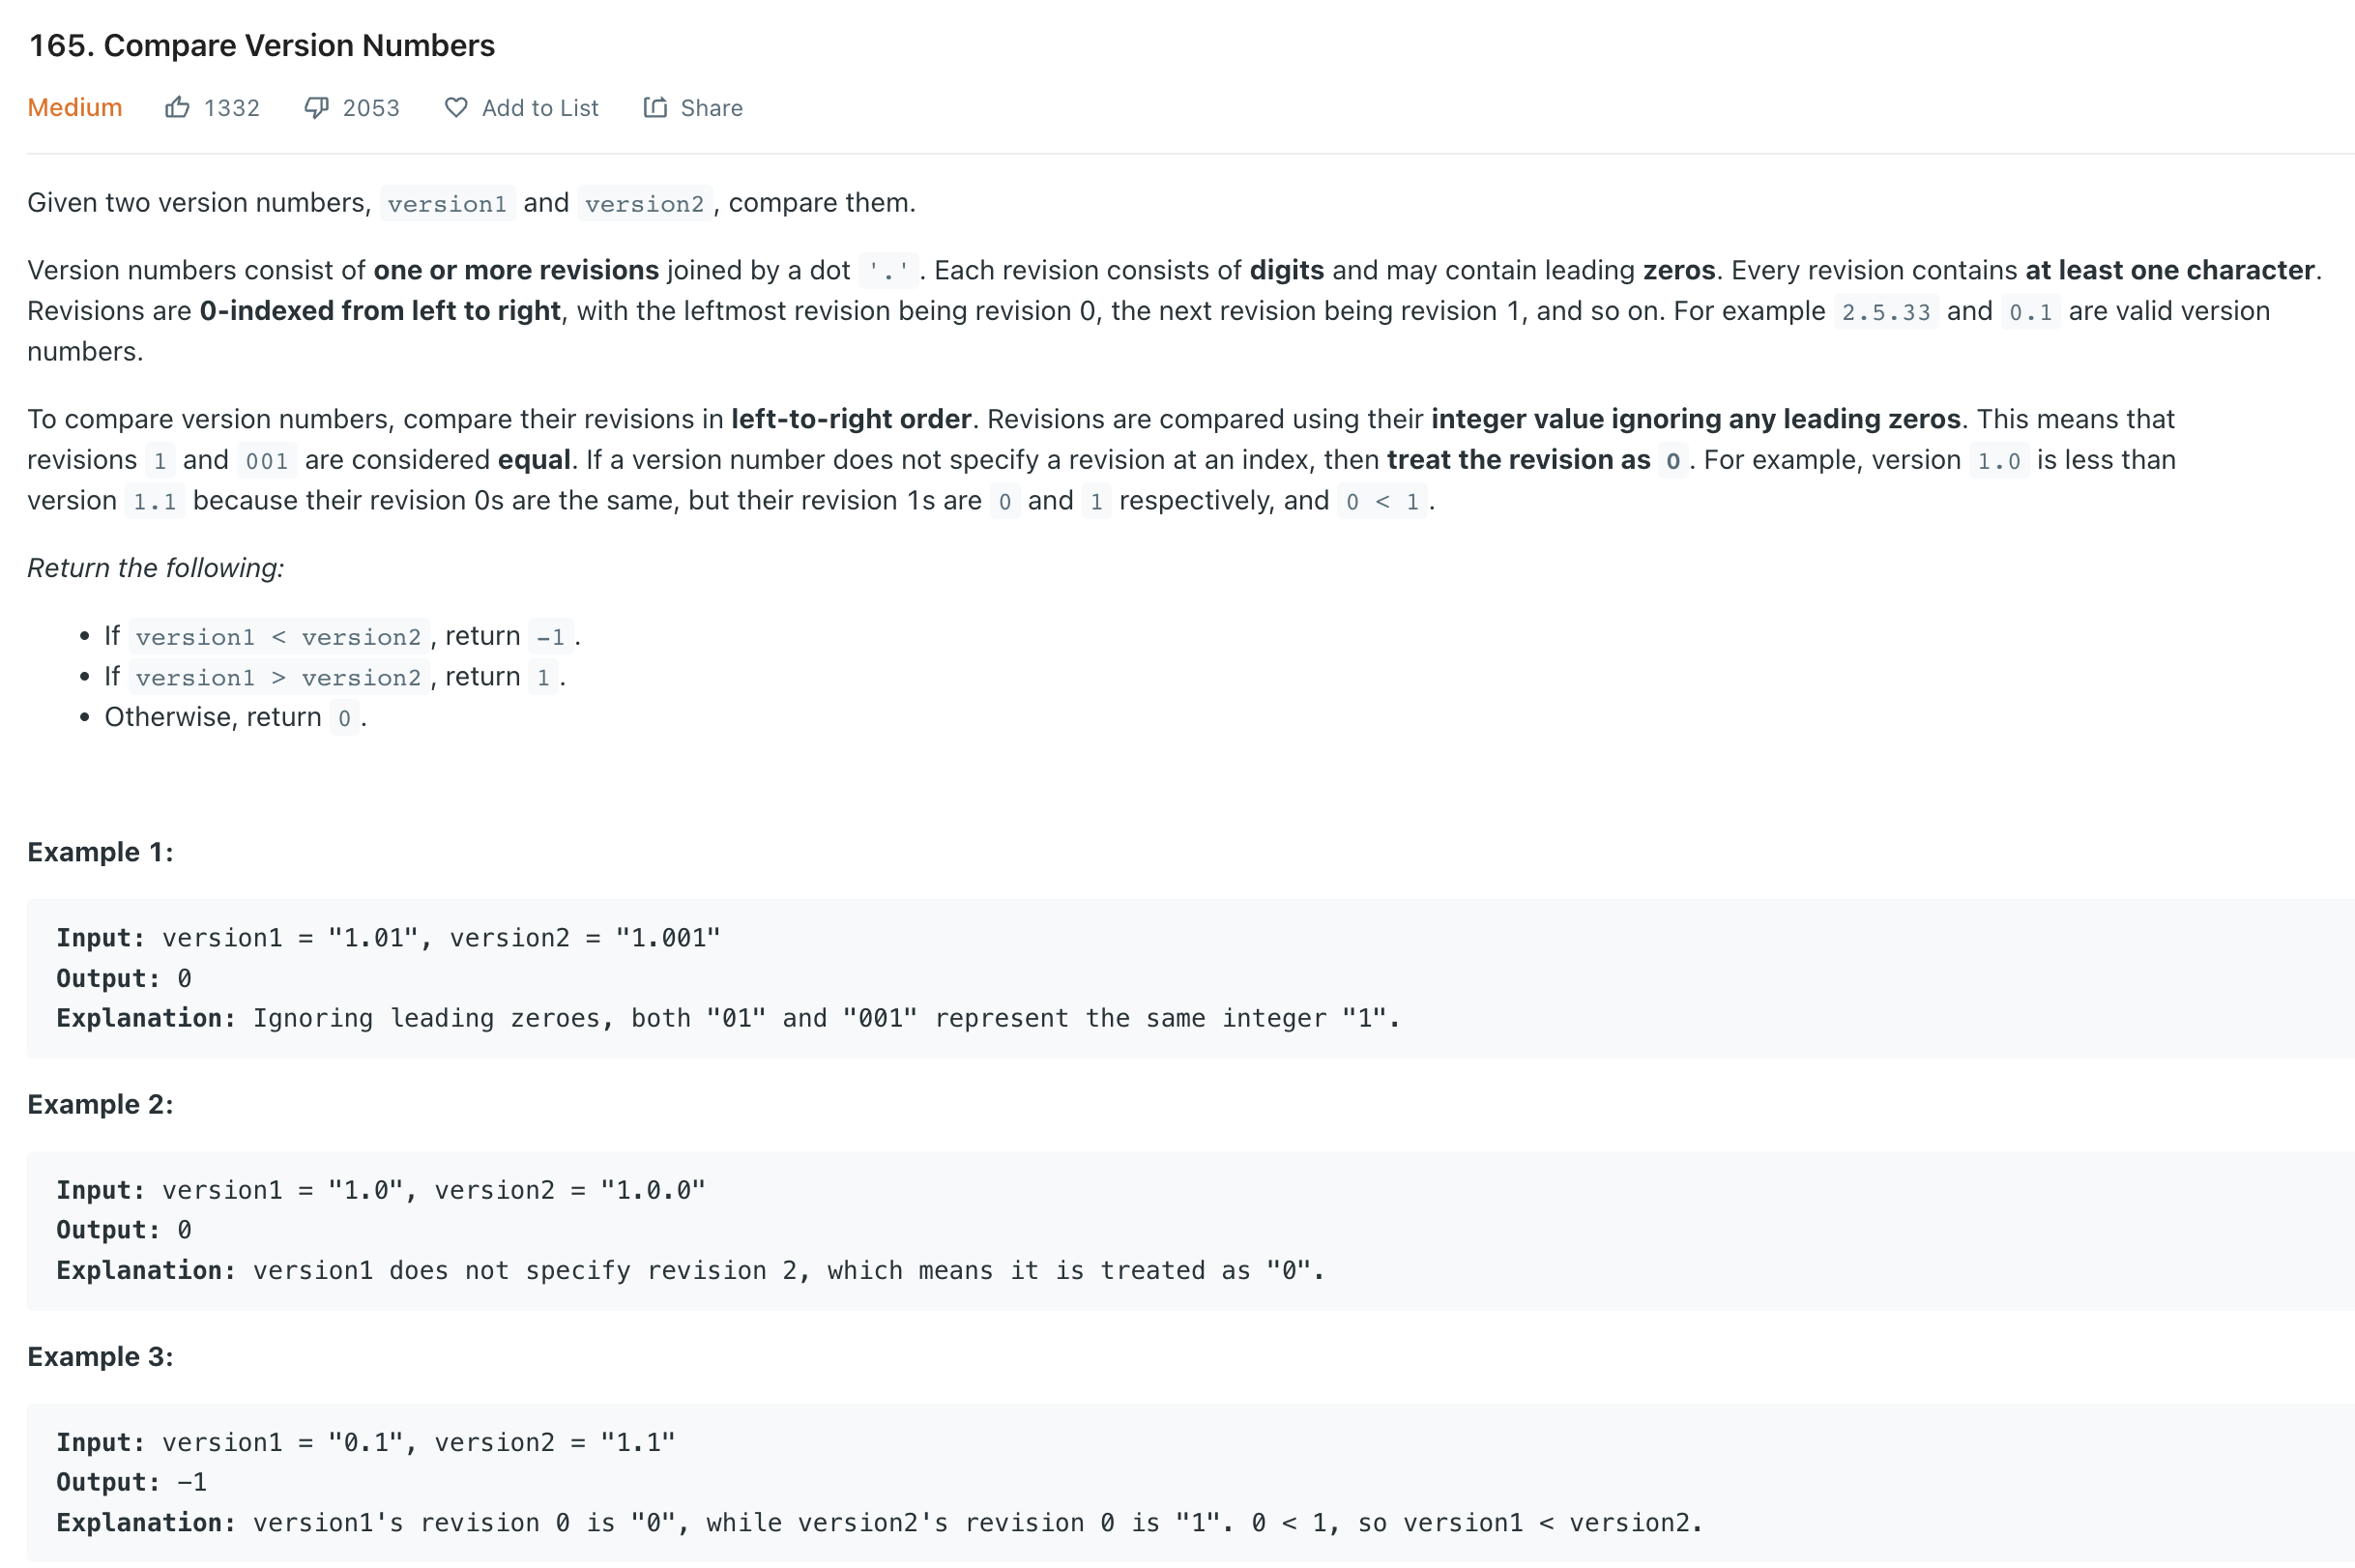 165. Compare Version Numbers
Medium 1332 2053 Add to List Share
Given two version numbers, version1 and version2 , compare them.
Version numbers consist of one or more revisions joined by a dot '.' . Each revision consists of digits and may contain leading zeros. Every revision contains at least one character.
Revisions are 0-indexed from left to right, with the leftmost revision being revision 0, the next revision being revision 1, and so on. For example 2.5.33 and 0.1 are valid version
numbers.
To compare version numbers, compare their revisions in left-to-right order. Revisions are compared using their integer value ignoring any leading zeros. This means that
revisions 1 and 001 are considered equal. If a version number does not specify a revision at an index, then treat the revision as 0 . For example, version 1.0 is less than
version 1.1 because their revision 0s are the same, but their revision 1s are 0 and 1 respectively, and 0 < 1 .
Return the following:
• If version1 < version2 , return -1 .
• If version1 > version2 , return 1 .
• Otherwise, return 0 .
Example 1:
Input: version1 = "1.01", version2 = "1.001"
Output: 0
Explanation: Ignoring leading zeroes, both "01" and "001" represent the same integer "1".
Example 2:
Input: version1 = "1.0", version2 = "1.0.0"
Output: 0
Explanation: version1 does not specify revision 2, which means it is treated as "0".
Example 3:
Input: version1 = "0.1", version2 = "1.1"
Output: -1
Explanation: version1's revision 0 is "0", while version2's revision 0 is "1". 0 < 1, so version1 < version2.